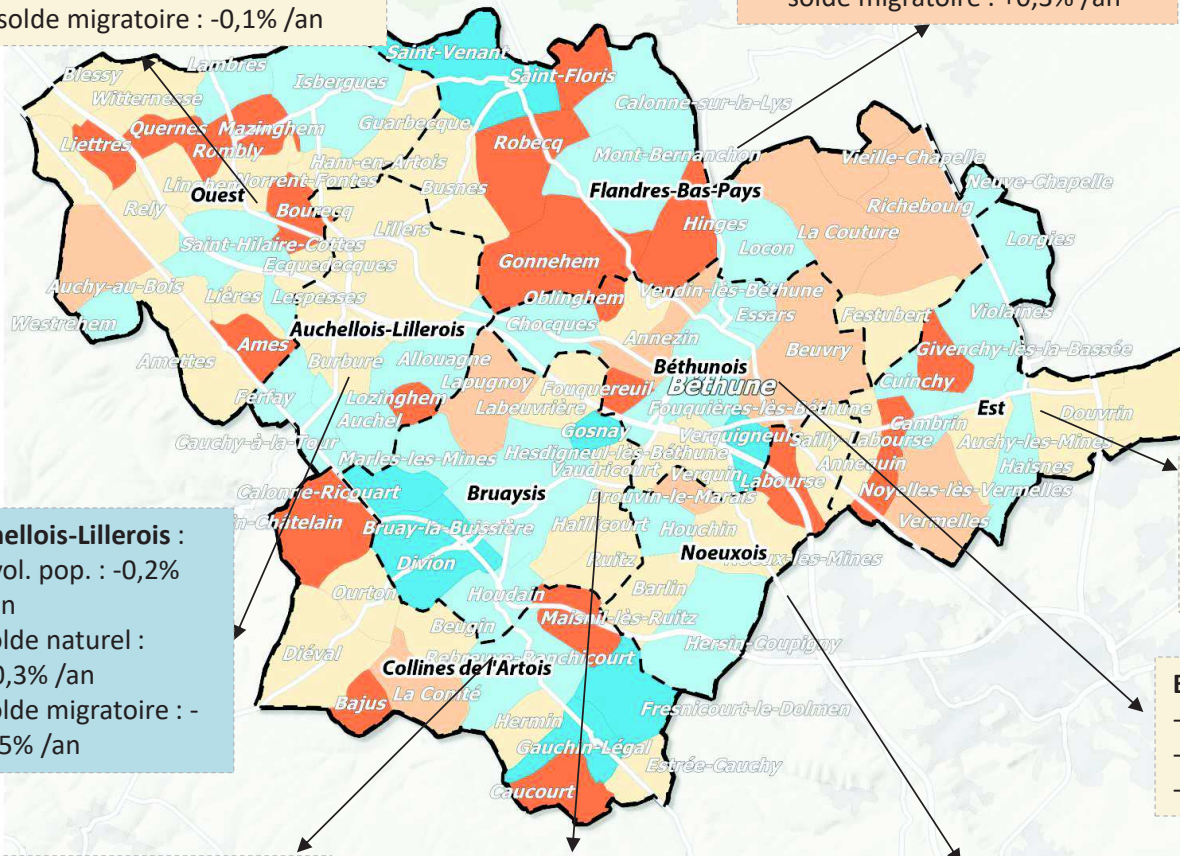 solde migratoire : -0,1% /an
solde migratoire : +0,3% /an
Saint-Venant
Blessy
Lambres
Isbergues
Saint-Floris
Witternesse
Calonne-sur-la-Lys
Quernes
Mazinghem
Guarbecque
Liettres
Rombly
Robecq
Mont-Bernanchon
Vieille-Chapelle
Ham-en-Artois
Linghem
Norrent-Fontes
Busnes
Flandres-Bas-Pays
Neuve-Chapelle
Ouest
Rely
Bourecq
Richebourg
Lillers
Hinges
La Couture
Saint-Hilaire-Cottes
Locon
Lorgies
Ecquedecques
Gonnehem
Auchy-au-Bois
Lières
Lespesses
Oblinghem
Vendin-lès-Béthune
Westrehem
Essars
Festubert
Violaines
Auchellois-Lillerois
Chocques
Annezin
Ames
Beuvry
Givenchy-lès-la-Bassée
Amettes
Burbure
Allouagne
Béthunois
Lapugnoy
Fouquereuil
Béthune
Cuinchy
Ferfay
Lozinghem
Labeuvrière
Fouquières-lès-Béthune
Est
Douvrin
Auchel
Gosnay
Cambrin
Cauchy-à-la-Tour
Verquigneul
Sailly-Labourse
Auchy-les-Mines
Marles-les-Mines
Hesdigneul-lès-Béthune
Vaudricourt
Verquin
Annequin
Haisnes
Labourse
Calonne-Ricouart
Bruaysis
Drouvin-le-Marais
Noyelles-lès-Vermelles
n-Châtelain
Bruay-la-Buissière
Haillicourt
Houchin
Vermelles
Divion
Ruitz
Noeuxois
Noeux-les-Mines
Ourton
Houdain
Barlin
Beugin
Maisnil-lès-Ruitz
Hersin-Coupigny
Diéval
Rebreuve-Ranchicourt
Collines de l'Artois
La Comté
Bajus
Hermin
Fresnicourt-le-Dolmen
Gauchin-Légal
Estrée-Cauchy
Caucourt
hellois-Lillerois :
vol. pop. : -0,2%
n
olde naturel :
0,3% /an
olde migratoire : -
5% /an